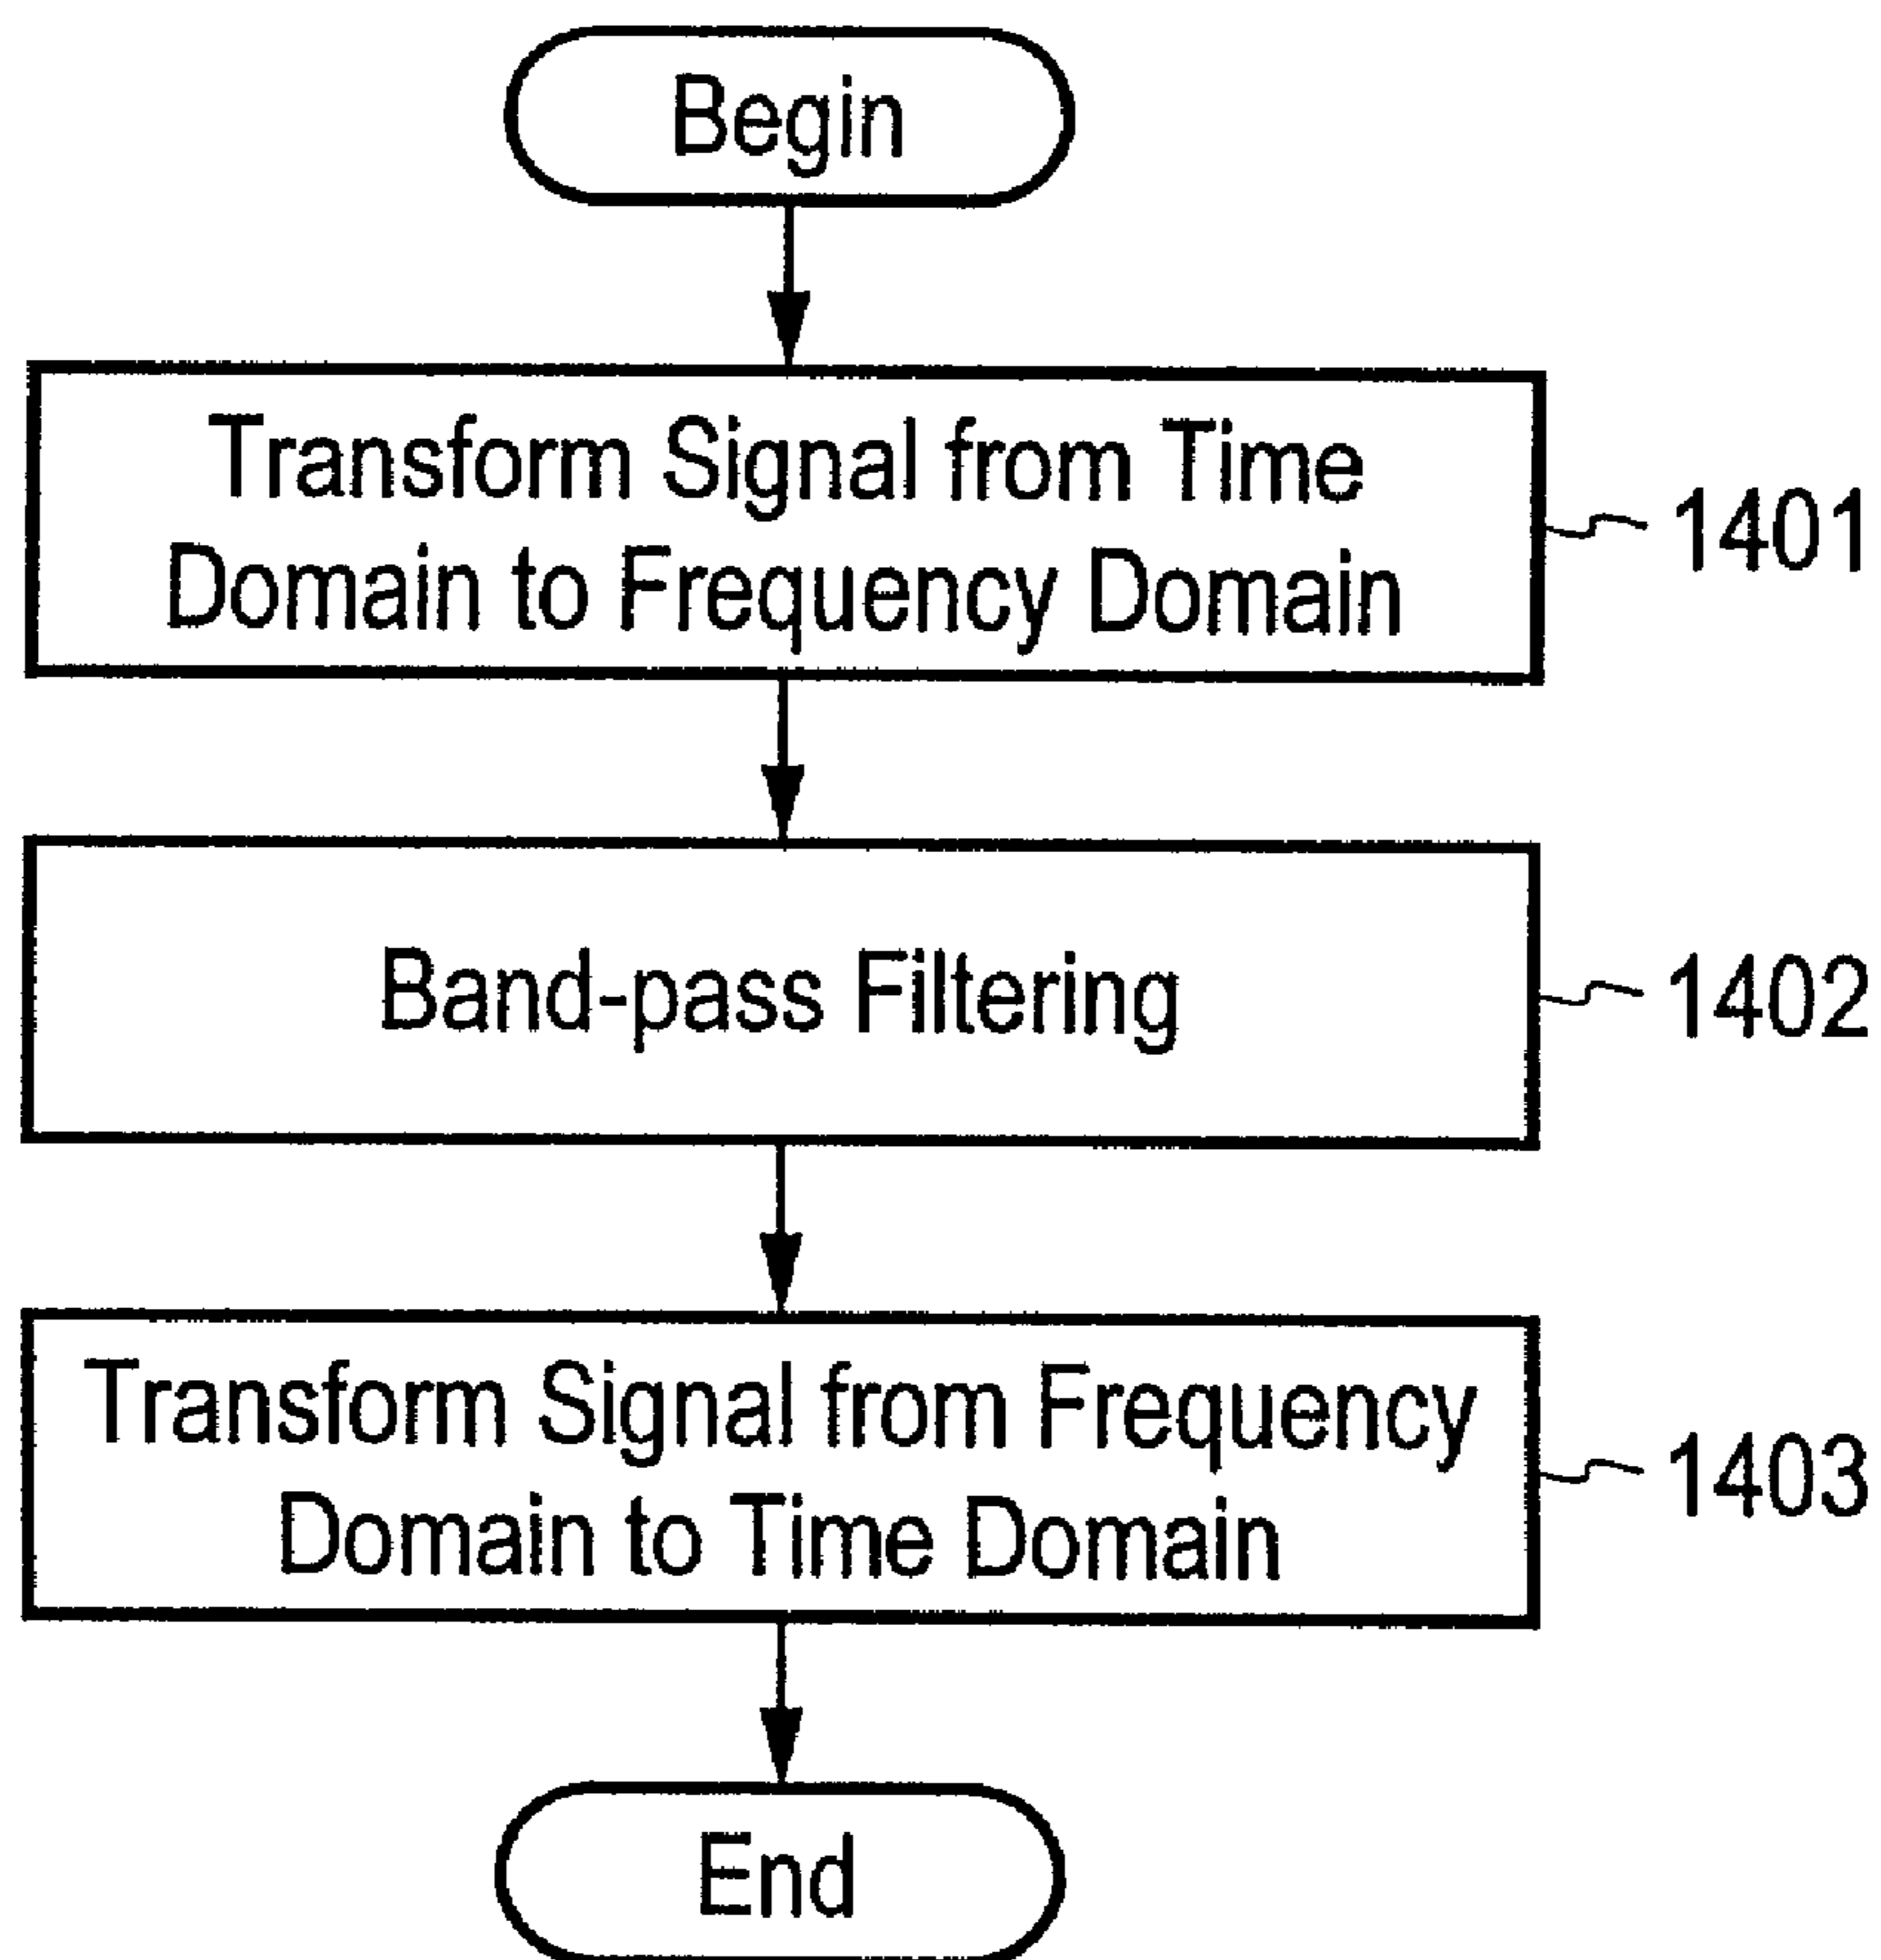 Begin
Transform Signal from Time
Domain to Frequency Domain
1401
Band-pass Filtering
1402
Transform Signal from Frequency
Domain to Time Domain
1403
End